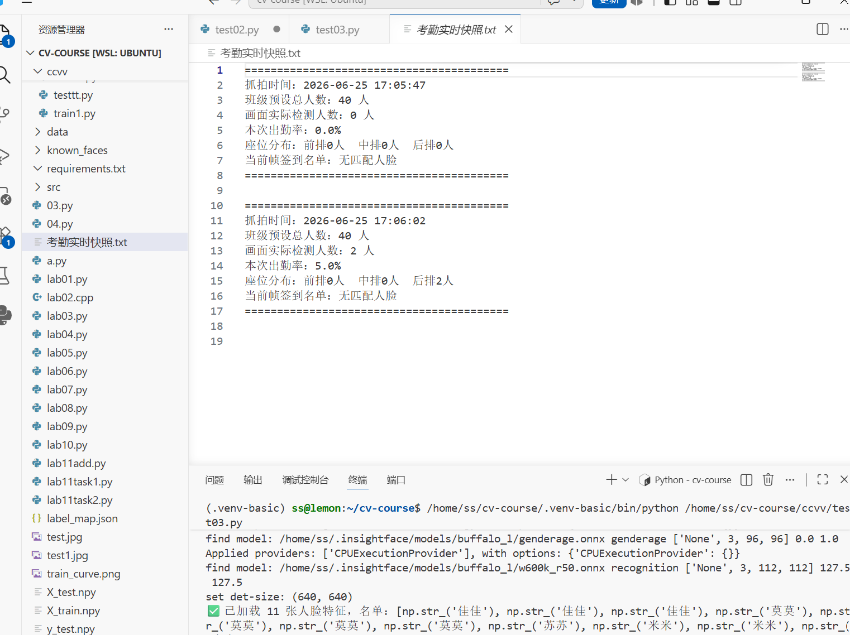 cv-course [WSL: Ubuntu]
更新
资源管理器
test02.py
test03.py
考勤实时快照.txt
CV-COURSE [WSL: UBUNTU]
考勤实时快照.txt
ccvv
testtt.py
train1.py
data
known_faces
requirements.txt
src
03.py
04.py
考勤实时快照.txt
a.py
lab01.py
lab02.cpp
lab03.py
lab04.py
lab05.py
lab06.py
lab07.py
lab08.py
lab09.py
lab10.py
lab11add.py
lab11task1.py
lab11task2.py
label_map.json
test.jpg
test1.jpg
train_curve.png
X_test.npy
X_train.npy
y_test.npy
1
1
1 =========================================
2 抓拍时间：2026-06-25 17:05:47
3 班级预设总人数：40 人
4 画面实际检测人数：0 人
5 本次出勤率：0.0%
6 座位分布：前排0人 中排0人 后排0人
7 当前帧签到名单：无匹配人脸
8 =========================================
9
10 =========================================
11 抓拍时间：2026-06-25 17:06:02
12 班级预设总人数：40 人
13 画面实际检测人数：2 人
14 本次出勤率：5.0%
15 座位分布：前排0人 中排0人 后排2人
16 当前帧签到名单：无匹配人脸
17 =========================================
18
19
问题 输出 调试控制台 终端 端口
Python - cv-course
(.venv-basic) ss@lemon:~/cv-course$ /home/ss/cv-course/.venv-basic/bin/python /home/ss/cv-course/ccvv/tes
t03.py
find model: /home/ss/.insightface/models/buffalo_l/genderage.onnx genderage ['None', 3, 96, 96] 0.0 1.0
Applied providers: ['CPUExecutionProvider'], with options: {'CPUExecutionProvider': {}}
find model: /home/ss/.insightface/models/buffalo_l/w600k_r50.onnx recognition ['None', 3, 112, 112] 127.5
127.5
set det-size: (640, 640)
✅ 已加载 11 张人脸特征，名单：[np.str_('佳佳'), np.str_('佳佳'), np.str_('佳佳'), np.str_('莫莫'), np.st
r_('莫莫'), np.str_('莫莫'), np.str_('莫莫'), np.str_('苏苏'), np.str_('米米'), np.str_('米米'), np.str_(